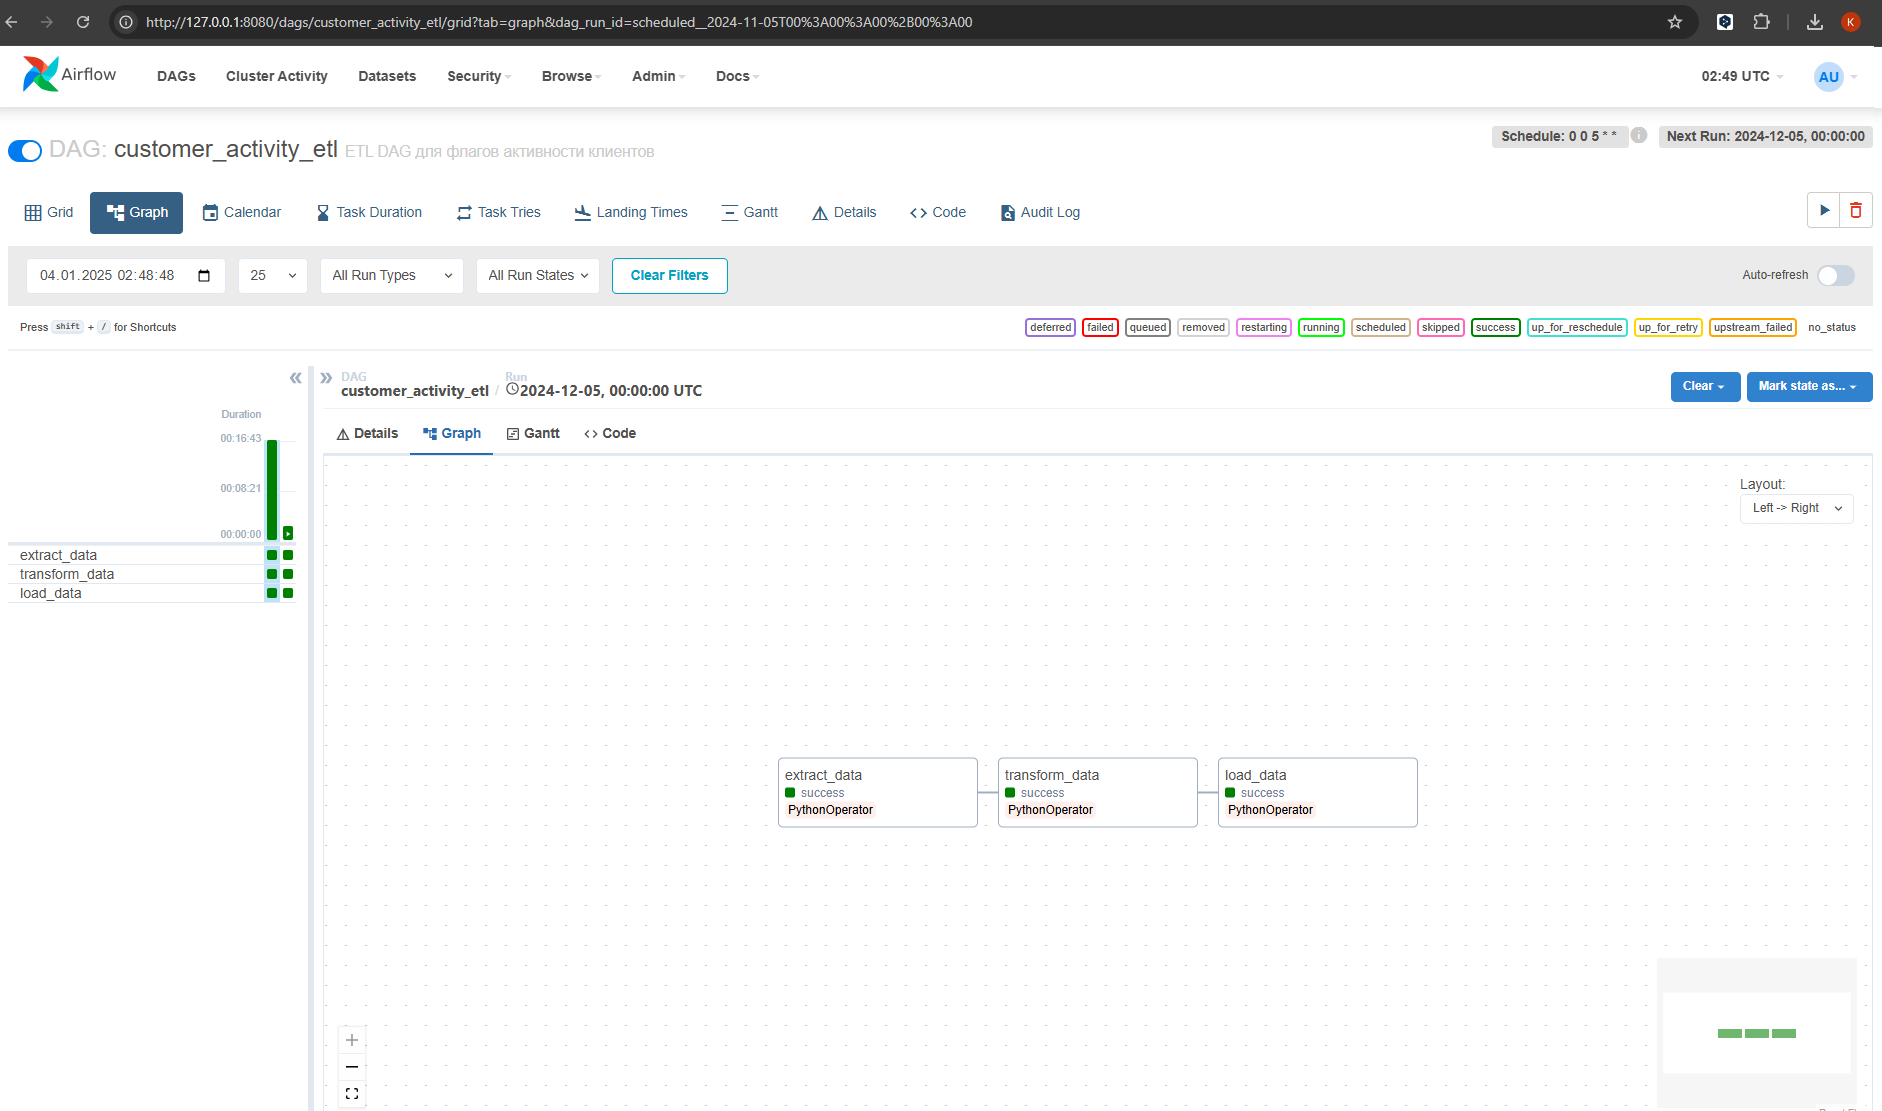 http://127.0.0.1:8080/dags/customer_activity_etl/grid?tab=graph&dag_run_id=scheduled__2024-11-05T00%3A00%3A00%2B00%3A00
K
Airflow
DAGs
Cluster Activity
Datasets
Security
Browse
Admin
Docs
02:49 UTC
AU
DAG: customer_activity_etl ETL DAG для флагов активности клиентов
Schedule: 0 0 5 * *
Next Run: 2024-12-05, 00:00:00
Grid
Graph
Calendar
Task Duration
Task Tries
Landing Times
Gantt
Details
Code
Audit Log
04.01.2025 02:48:48
25
All Run Types
All Run States
Clear Filters
Auto-refresh
Press shift + / for Shortcuts
deferred
failed
queued
removed
restarting
running
scheduled
skipped
success
up_for_reschedule
up_for_retry
upstream_failed
no_status
Duration
00:16:43
00:08:21
00:00:00
extract_data
transform_data
load_data
DAG
customer_activity_etl
/
Run
2024-12-05, 00:00:00 UTC
Clear
Mark state as...
Details
Graph
Gantt
Code
Layout:
Left -> Right
extract_data
success
PythonOperator
transform_data
success
PythonOperator
load_data
success
PythonOperator